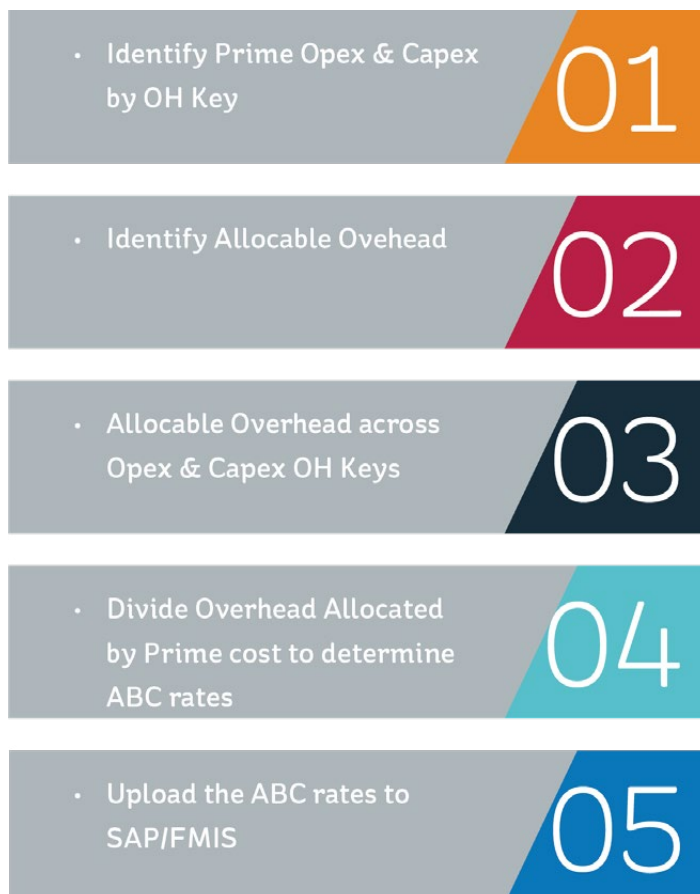 • Identify Prime Opex & Capex
by OH Key
01
• Identify Allocable Ovehead
02
• Allocable Overhead across
Opex & Capex OH Keys
03
• Divide Overhead Allocated
by Prime cost to determine
ABC rates
04
• Upload the ABC rates to
SAP/FMIS
05